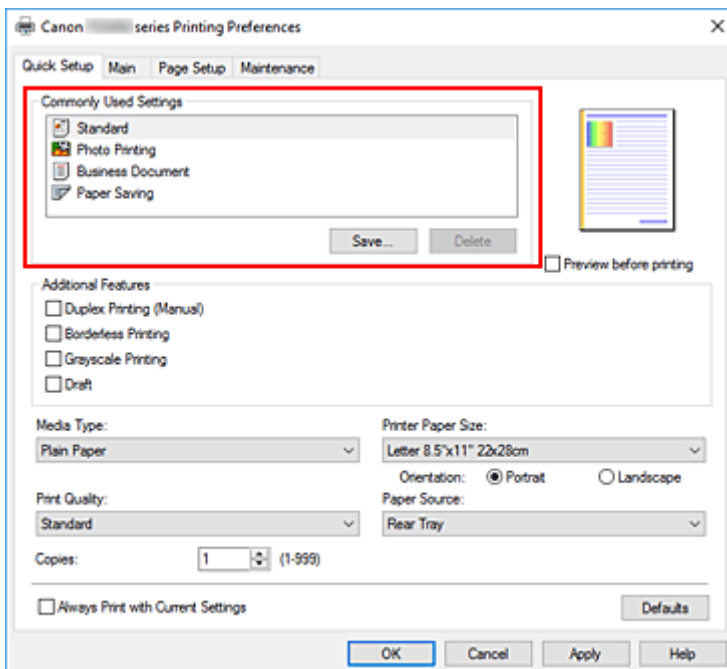 Canon series Printing Preferences
Quick Setup Main Page Setup Maintenance
Commonly Used Settings
Standard
Photo Printing
Business Document
Paper Saving
Save... Delete
Preview before printing
Additional Features
Duplex Printing (Manual)
Borderless Printing
Grayscale Printing
Draft
Media Type: Printer Paper Size:
Plain Paper Letter 8.5"x11" 22x28cm
Orientation: Portrait Landscape
Print Quality: Paper Source:
Standard Rear Tray
Copies: 1 (1-999)
Always Print with Current Settings Defaults
OK Cancel Apply Help